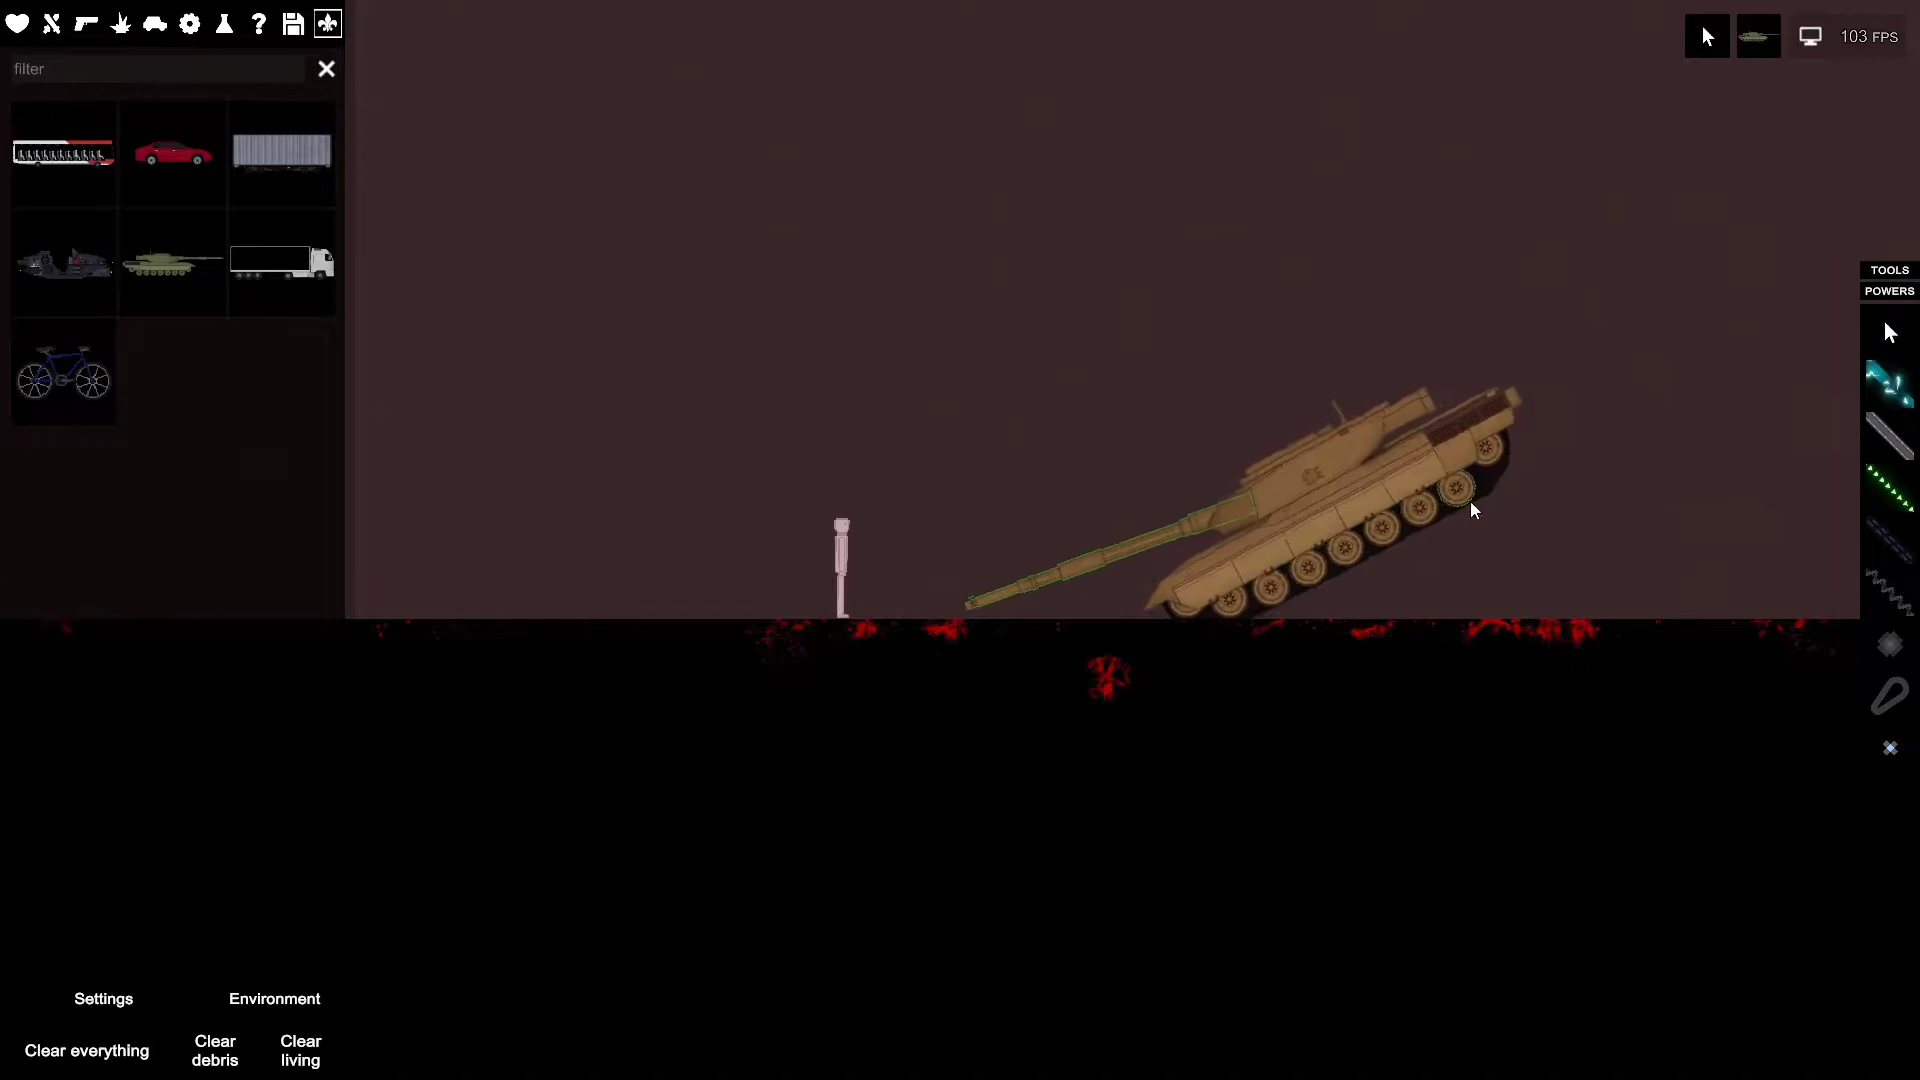 filter
103 FPS
TOOLS
POWERS
Settings
Environment
Clear everything
Clear
debris
Clear
living